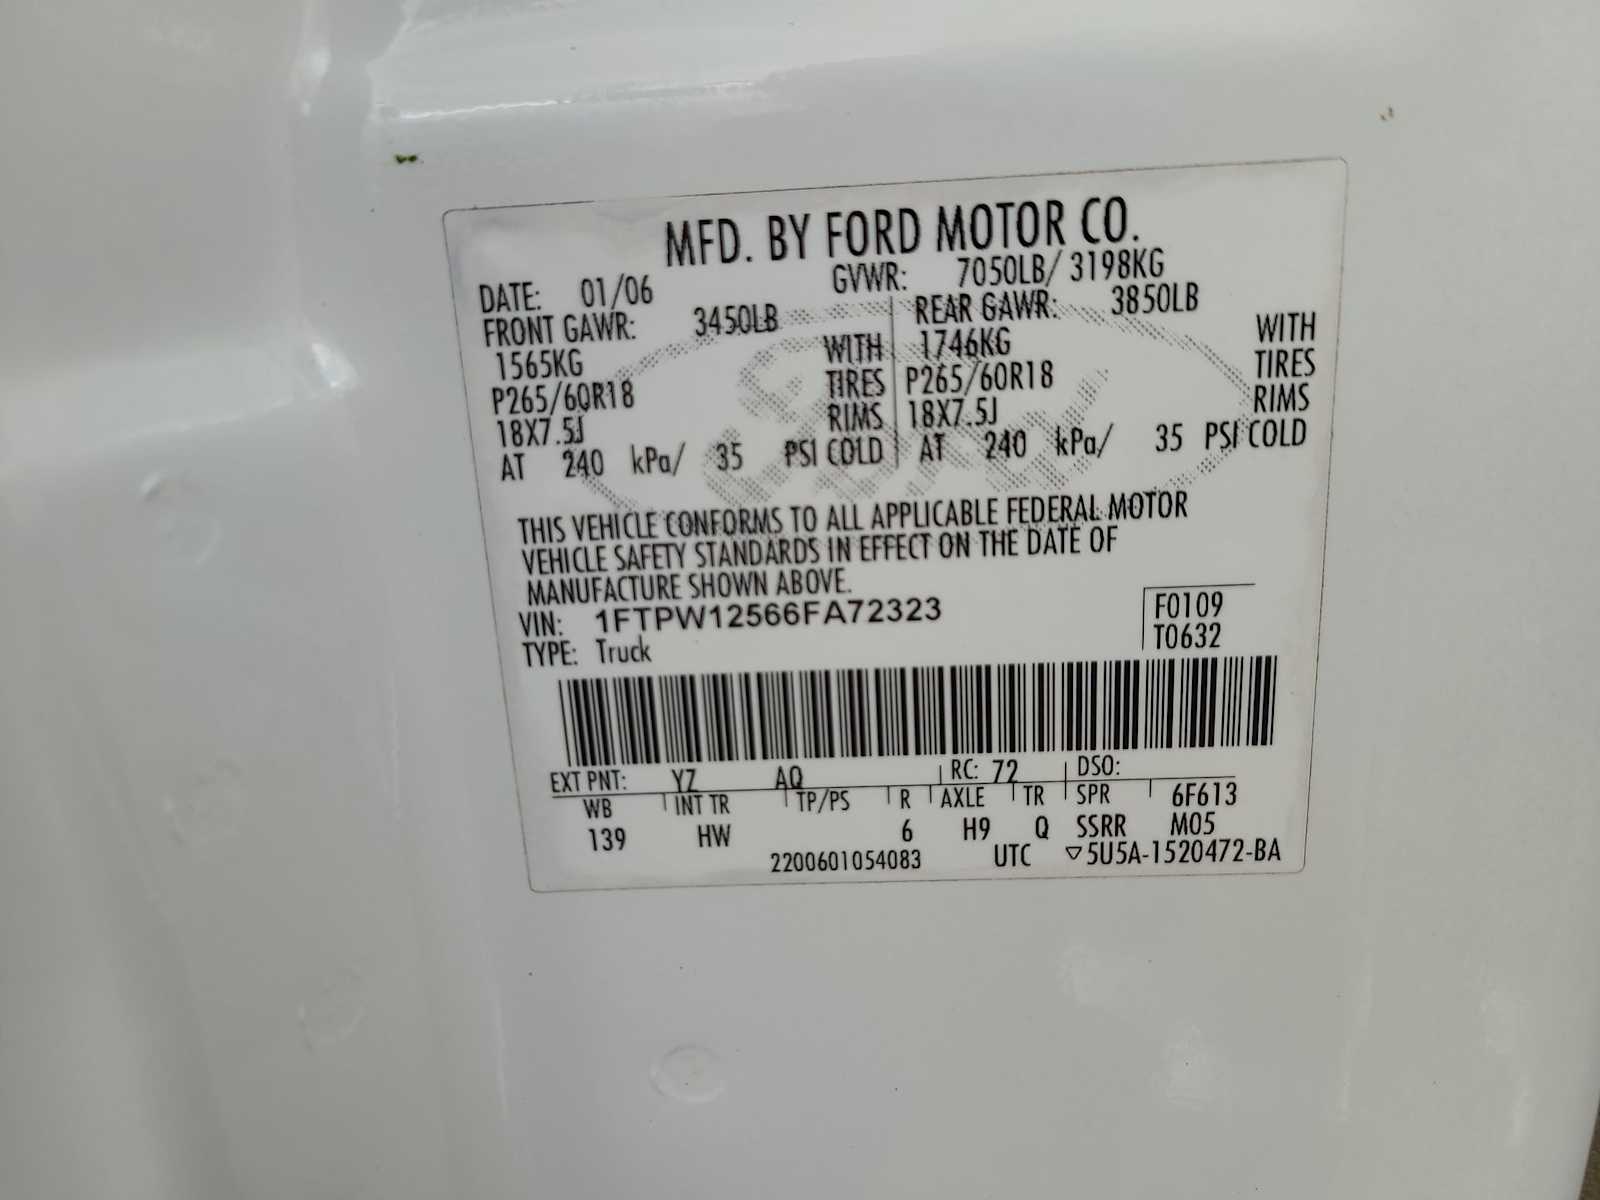 MFD. BY FORD MOTOR CO.
DATE: 01/06 GVWR: 7050LB/ 3198KG
FRONT GAWR: 3450LB REAR GAWR: 3850LB
1565KG WITH 1746KG WITH
P265/60R18 TIRES P265/60R18 TIRES
18X7.5J RIMS 18X7.5J RIMS
AT 240 kPa/ 35 PSI COLD AT 240 kPa/ 35 PSI COLD
THIS VEHICLE CONFORMS TO ALL APPLICABLE FEDERAL MOTOR
VEHICLE SAFETY STANDARDS IN EFFECT ON THE DATE OF
MANUFACTURE SHOWN ABOVE.
VIN: 1FTPW12566FA72323 F0109
TYPE: Truck T0632
EXT PNT: YZ AQ RC: 72 DSO:
WB INT TR TP/PS R AXLE TR SPR 6F613
139 HW 6 H9 Q SSRR M05
2200601054083 UTC ▽5U5A-1520472-BA